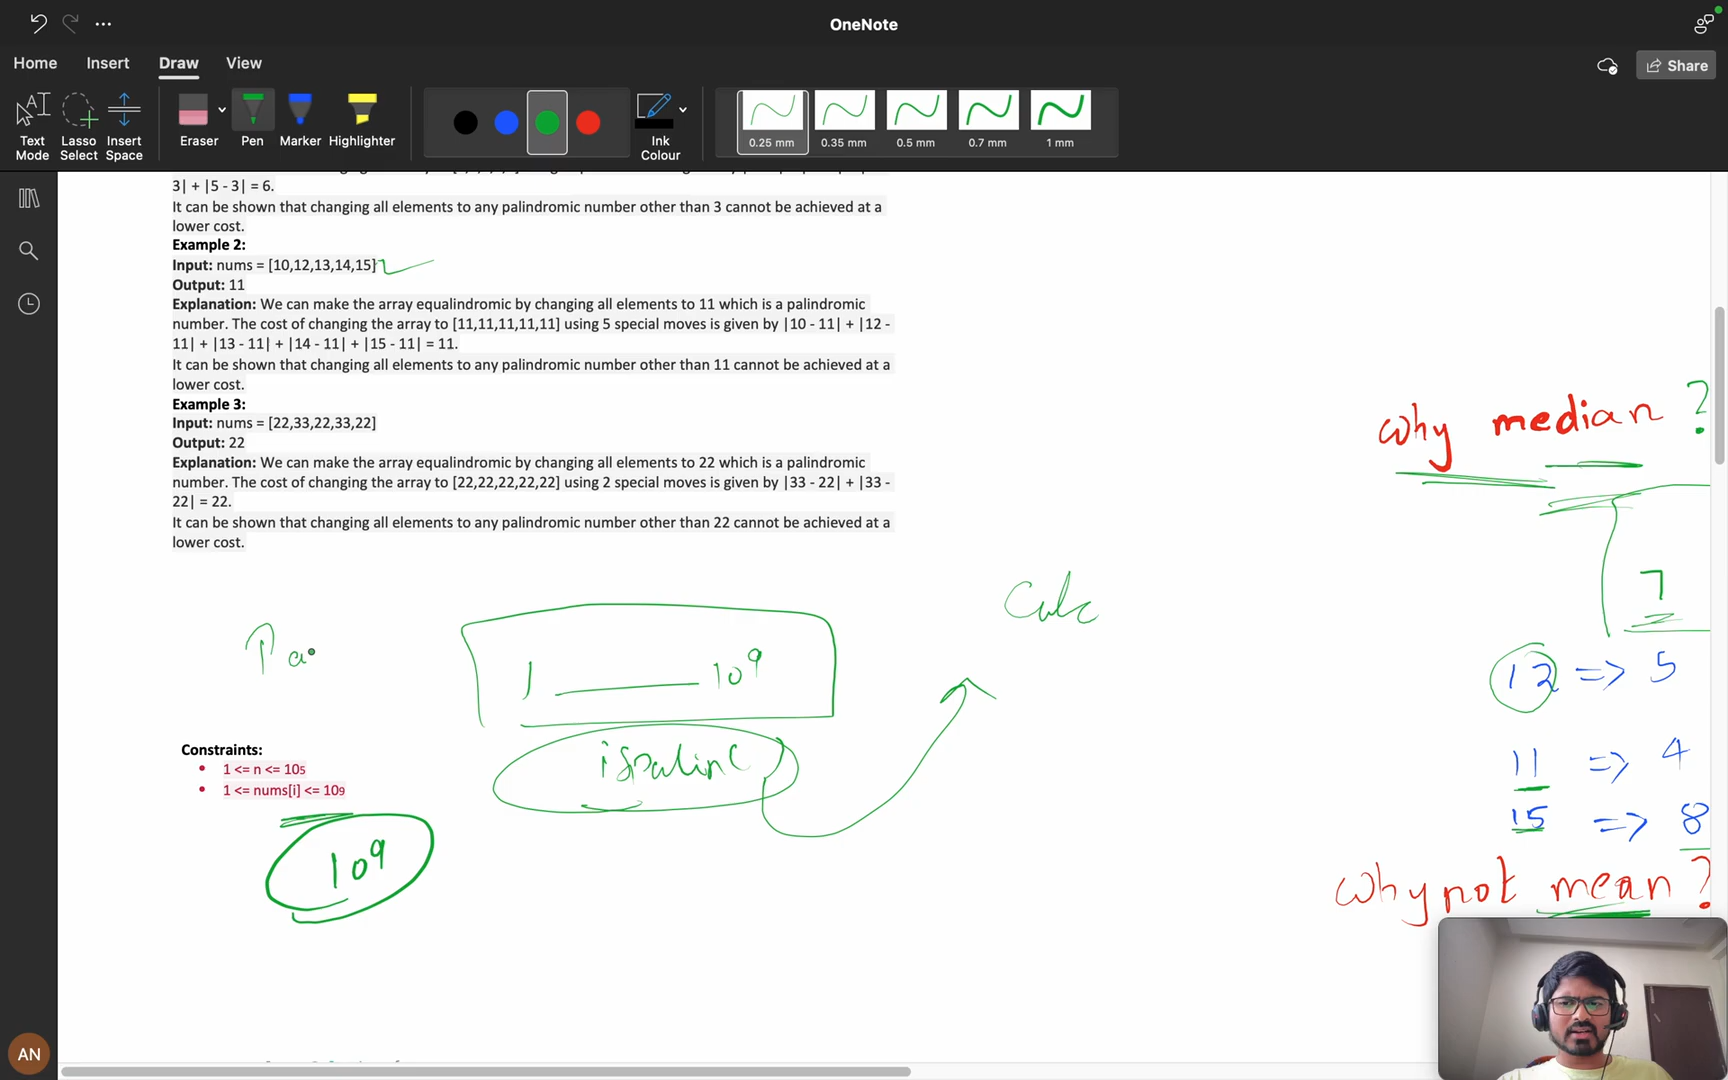 OneNote
Home Insert Draw View
Share
Text Mode
Lasso Select
Insert Space
Eraser
Pen
Marker
Highlighter
Ink Colour
0.25 mm
0.35 mm
0.5 mm
0.7 mm
1 mm
3| + |5 - 3| = 6.
It can be shown that changing all elements to any palindromic number other than 3 cannot be achieved at a
lower cost.
Example 2:
Input: nums = [10,12,13,14,15]
Output: 11
Explanation: We can make the array equalindromic by changing all elements to 11 which is a palindromic
number. The cost of changing the array to [11,11,11,11,11] using 5 special moves is given by |10 - 11| + |12 -
11| + |13 - 11| + |14 - 11| + |15 - 11| = 11.
It can be shown that changing all elements to any palindromic number other than 11 cannot be achieved at a
lower cost.
Example 3:
Input: nums = [22,33,22,33,22]
Output: 22
Explanation: We can make the array equalindromic by changing all elements to 22 which is a palindromic
number. The cost of changing the array to [22,22,22,22,22] using 2 special moves is given by |33 - 22| + |33 -
22| = 22.
It can be shown that changing all elements to any palindromic number other than 22 cannot be achieved at a
lower cost.
why median ?
7
Calc
Pa
1 10⁹
12 => 5
ispalin( )
11 => 4
15 => 8
Constraints:
• 1 <= n <= 105
• 1 <= nums[i] <= 109
10⁹
why not mean ?
AN